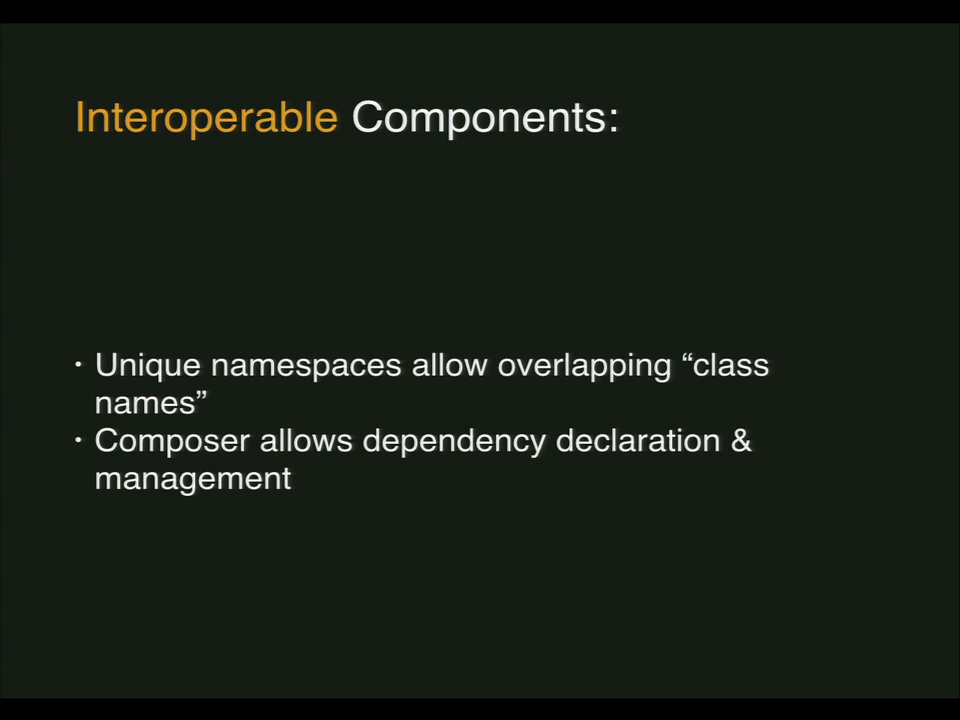 Interoperable Components:
• Unique namespaces allow overlapping “class
names”
• Composer allows dependency declaration &
management